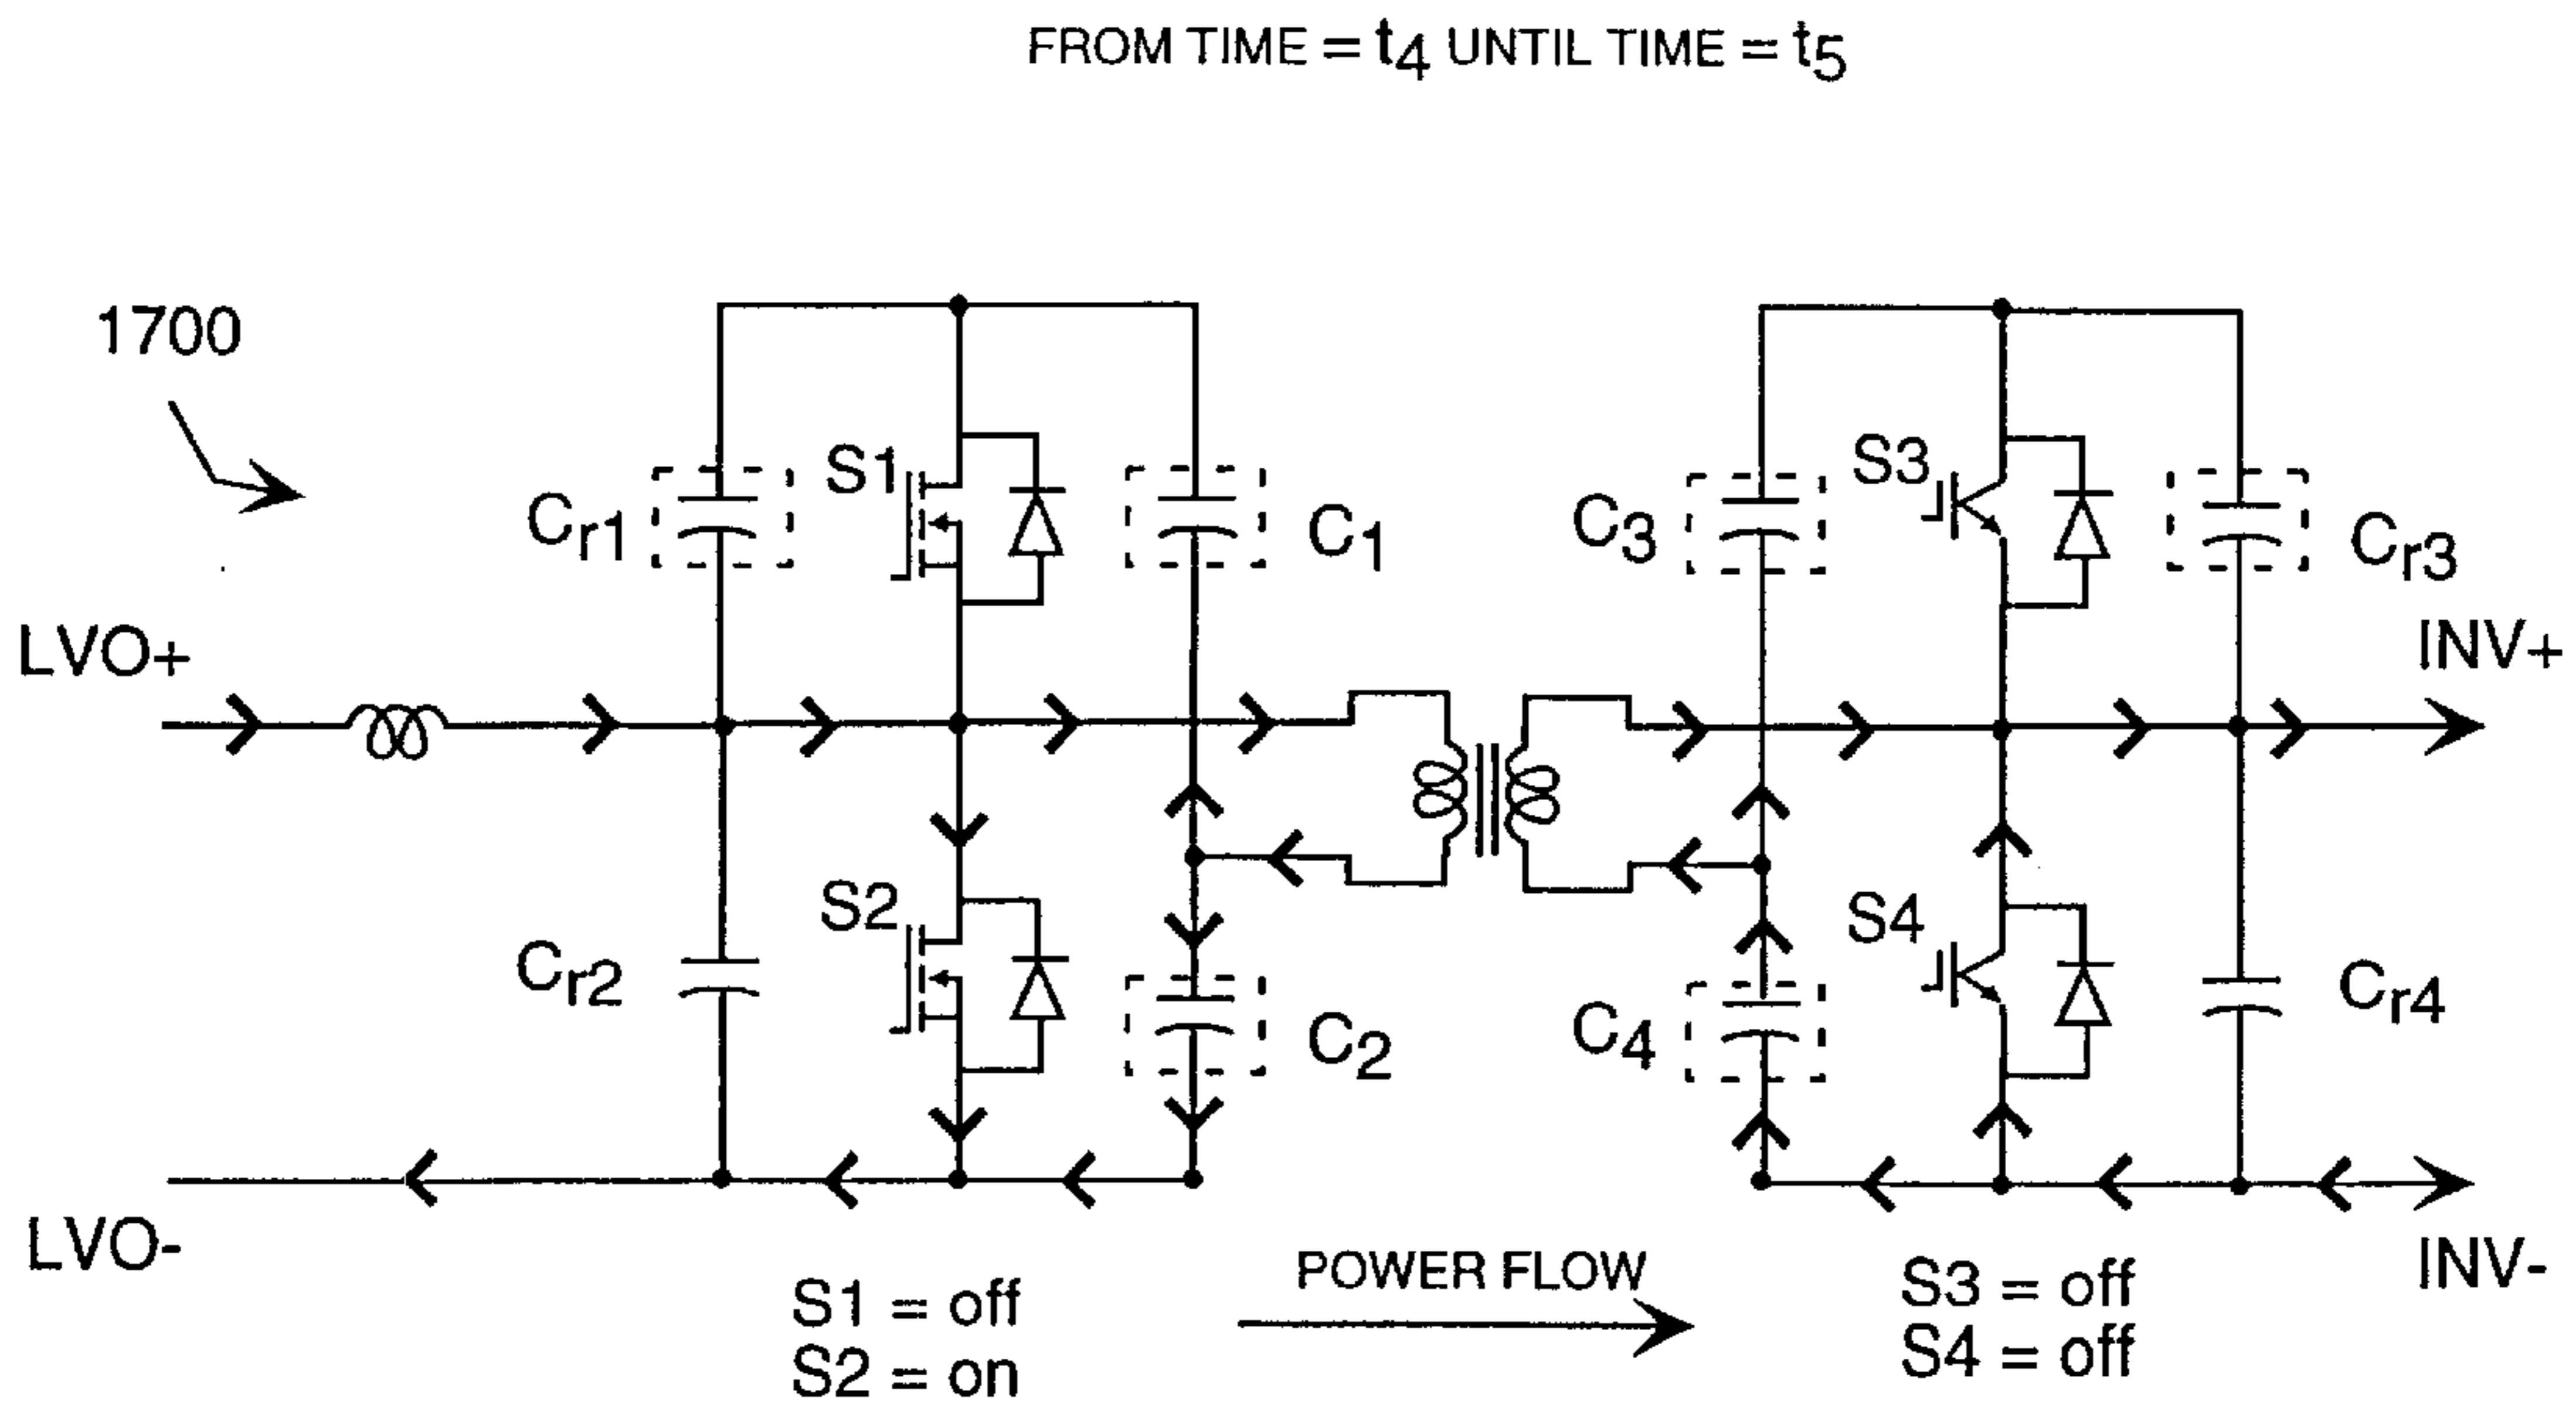 FROM TIME = t4 UNTIL TIME = t5
1700
Cr1
S1
C1
C3
S3
Cr3
LVO+
INV+
Cr2
S2
C2
C4
S4
Cr4
LVO-
INV-
S1 = off
S2 = on
POWER FLOW
S3 = off
S4 = off